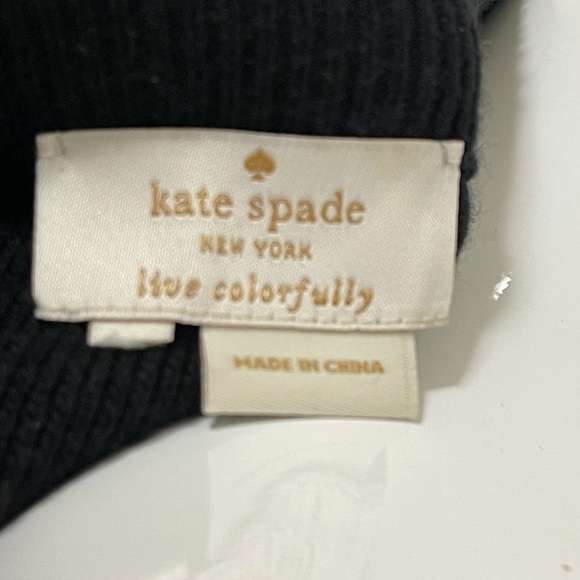 kate spade
NEW YORK
live colorfully
MADE IN CHINA